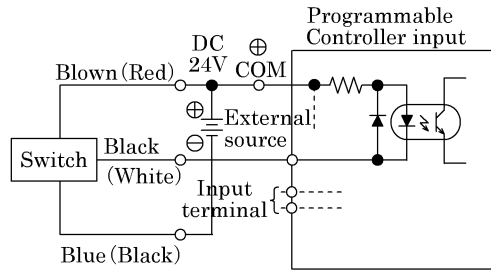 Programmable
Controller input
DC
24V
⊕
COM
Blown(Red)
⊕
External
source
⊖
Switch
Black
(White)
Input
terminal
Blue(Black)